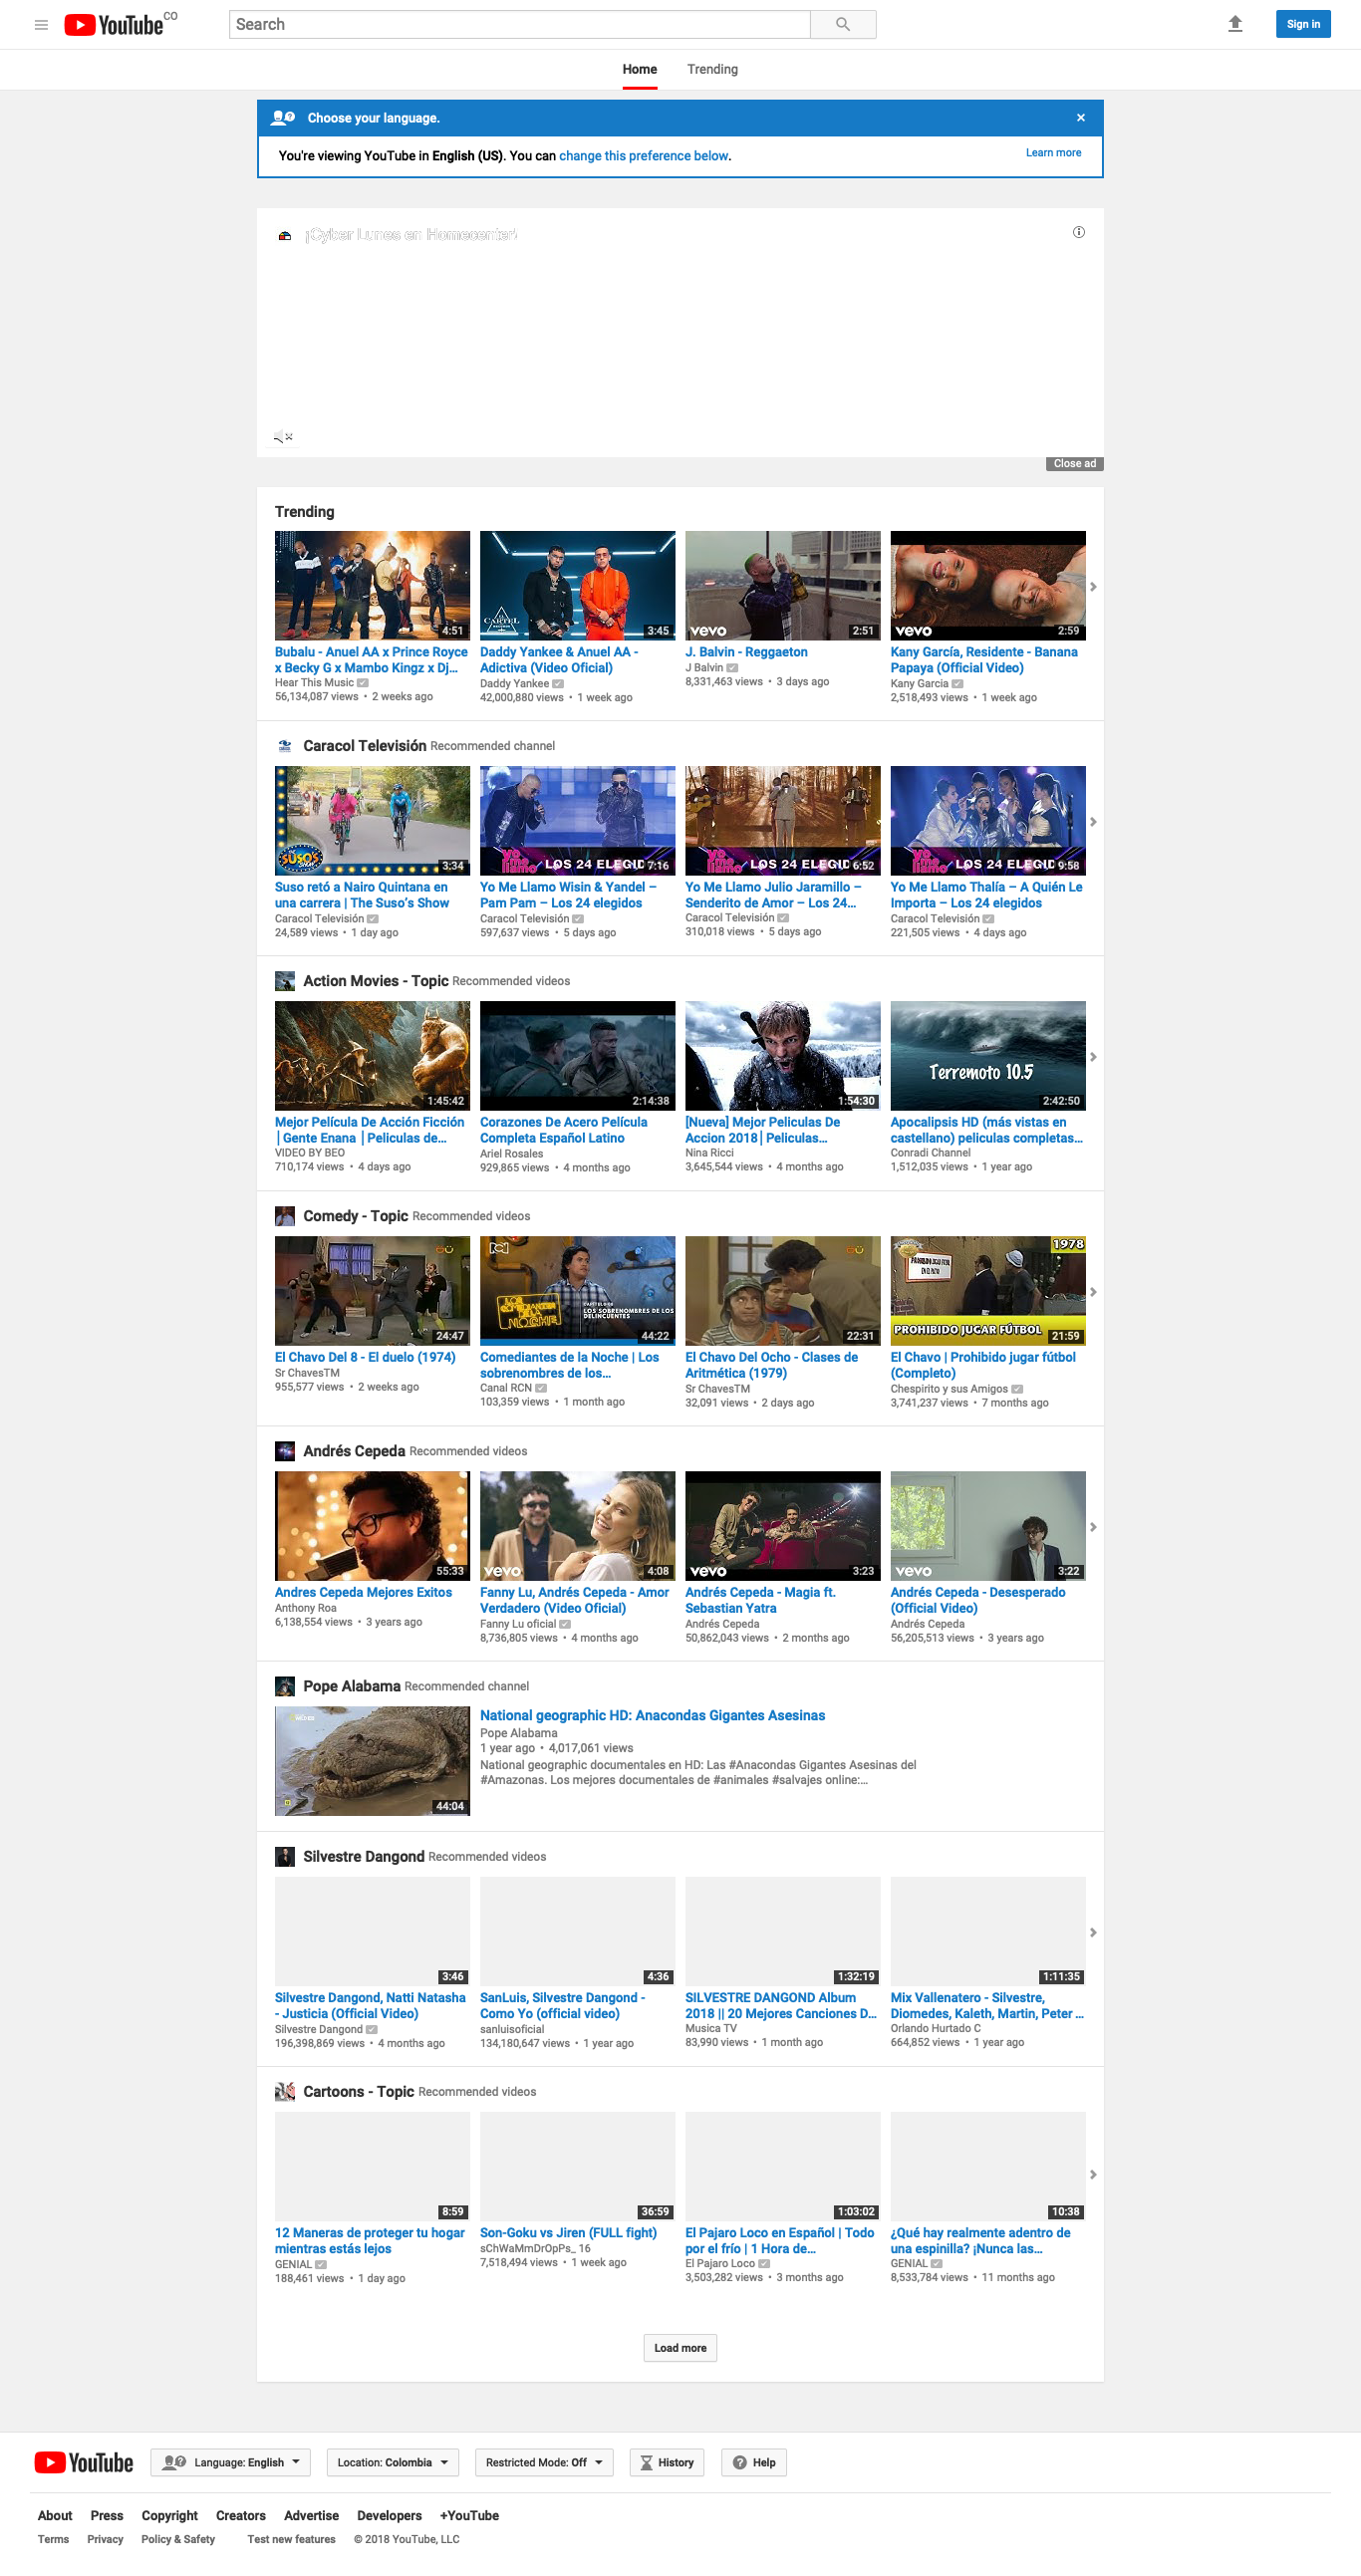 YouTube CO
Search
Sign in
Home Trending
Choose your language.
×
You're viewing YouTube in English (US). You can change this preference below.
Learn more
¡Cyber Lunes en Homecenter!
Close ad
Trending
4:51
3:45
vevo 2:51
vevo 2:59
Bubalu - Anuel AA x Prince Royce
x Becky G x Mambo Kingz x Dj...
Hear This Music
56,134,087 views • 2 weeks ago
Daddy Yankee & Anuel AA -
Adictiva (Video Oficial)
Daddy Yankee
42,000,880 views • 1 week ago
J. Balvin - Reggaeton
J Balvin
8,331,463 views • 3 days ago
Kany García, Residente - Banana
Papaya (Official Video)
Kany Garcia
2,518,493 views • 1 week ago
Caracol Televisión Recommended channel
SUSO'S 3:34
Yo me llamo LOS 24 ELEGID 7:16
Yo me llamo LOS 24 ELEGID 6:52
Yo me llamo LOS 24 ELEGID 9:58
Suso retó a Nairo Quintana en
una carrera | The Suso's Show
Caracol Televisión
24,589 views • 1 day ago
Yo Me Llamo Wisin & Yandel –
Pam Pam – Los 24 elegidos
Caracol Televisión
597,637 views • 5 days ago
Yo Me Llamo Julio Jaramillo –
Senderito de Amor – Los 24...
Caracol Televisión
310,018 views • 5 days ago
Yo Me Llamo Thalía – A Quién Le
Importa – Los 24 elegidos
Caracol Televisión
221,505 views • 4 days ago
Action Movies - Topic Recommended videos
1:45:42
2:14:38
1:54:30
Terremoto 10.5
2:42:50
Mejor Película De Acción Ficción
│Gente Enana │Peliculas de...
VIDEO BY BEO
710,174 views • 4 days ago
Corazones De Acero Película
Completa Español Latino
Ariel Rosales
929,865 views • 4 months ago
[Nueva] Mejor Peliculas De
Accion 2018│Peliculas...
Nina Ricci
3,645,544 views • 4 months ago
Apocalipsis HD (más vistas en
castellano) peliculas completas...
Conradi Channel
1,512,035 views • 1 year ago
Comedy - Topic Recommended videos
24:47
RCN
LOS COMEDIANTES DE LA NOCHE
LOS SOBRENOMBRES DE LOS
DELINCUENTES
44:22
22:31
1978
PROHIBIDO JUGAR FUTBOL
EN EL PATIO
PROHIBIDO JUGAR FÚTBOL 21:59
El Chavo Del 8 - El duelo (1974)
Sr ChavesTM
955,577 views • 2 weeks ago
Comediantes de la Noche | Los
sobrenombres de los...
Canal RCN
103,359 views • 1 month ago
El Chavo Del Ocho - Clases de
Aritmética (1979)
Sr ChavesTM
32,091 views • 2 days ago
El Chavo | Prohibido jugar fútbol
(Completo)
Chespirito y sus Amigos
3,741,237 views • 7 months ago
Andrés Cepeda Recommended videos
55:33
vevo 4:08
vevo 3:23
vevo 3:22
Andres Cepeda Mejores Exitos
Anthony Roa
6,138,554 views • 3 years ago
Fanny Lu, Andrés Cepeda - Amor
Verdadero (Video Oficial)
Fanny Lu oficial
8,736,805 views • 4 months ago
Andrés Cepeda - Magia ft.
Sebastian Yatra
Andrés Cepeda
50,862,043 views • 2 months ago
Andrés Cepeda - Desesperado
(Official Video)
Andrés Cepeda
56,205,513 views • 3 years ago
Pope Alabama Recommended channel
44:04
National geographic HD: Anacondas Gigantes Asesinas
Pope Alabama
1 year ago • 4,017,061 views
National geographic documentales en HD: Las #Anacondas Gigantes Asesinas del
#Amazonas. Los mejores documentales de #animales #salvajes online:...
Silvestre Dangond Recommended videos
3:46
4:36
1:32:19
1:11:35
Silvestre Dangond, Natti Natasha
- Justicia (Official Video)
Silvestre Dangond
196,398,869 views • 4 months ago
SanLuis, Silvestre Dangond -
Como Yo (official video)
sanluisoficial
134,180,647 views • 1 year ago
SILVESTRE DANGOND Album
2018 || 20 Mejores Canciones D...
Musica TV
83,990 views • 1 month ago
Mix Vallenatero - Silvestre,
Diomedes, Kaleth, Martin, Peter ...
Orlando Hurtado C
664,852 views • 1 year ago
Cartoons - Topic Recommended videos
8:59
36:59
1:03:02
10:38
12 Maneras de proteger tu hogar
mientras estás lejos
GENIAL
188,461 views • 1 day ago
Son-Goku vs Jiren (FULL fight)
sChWaMmDrOpPs_ 16
7,518,494 views • 1 week ago
El Pajaro Loco en Español | Todo
por el frío | 1 Hora de...
El Pajaro Loco
3,503,282 views • 3 months ago
¿Qué hay realmente adentro de
una espinilla? ¡Nunca las...
GENIAL
8,533,784 views • 11 months ago
Load more
YouTube Language: English Location: Colombia Restricted Mode: Off History Help
About Press Copyright Creators Advertise Developers +YouTube
Terms Privacy Policy & Safety Test new features © 2018 YouTube, LLC